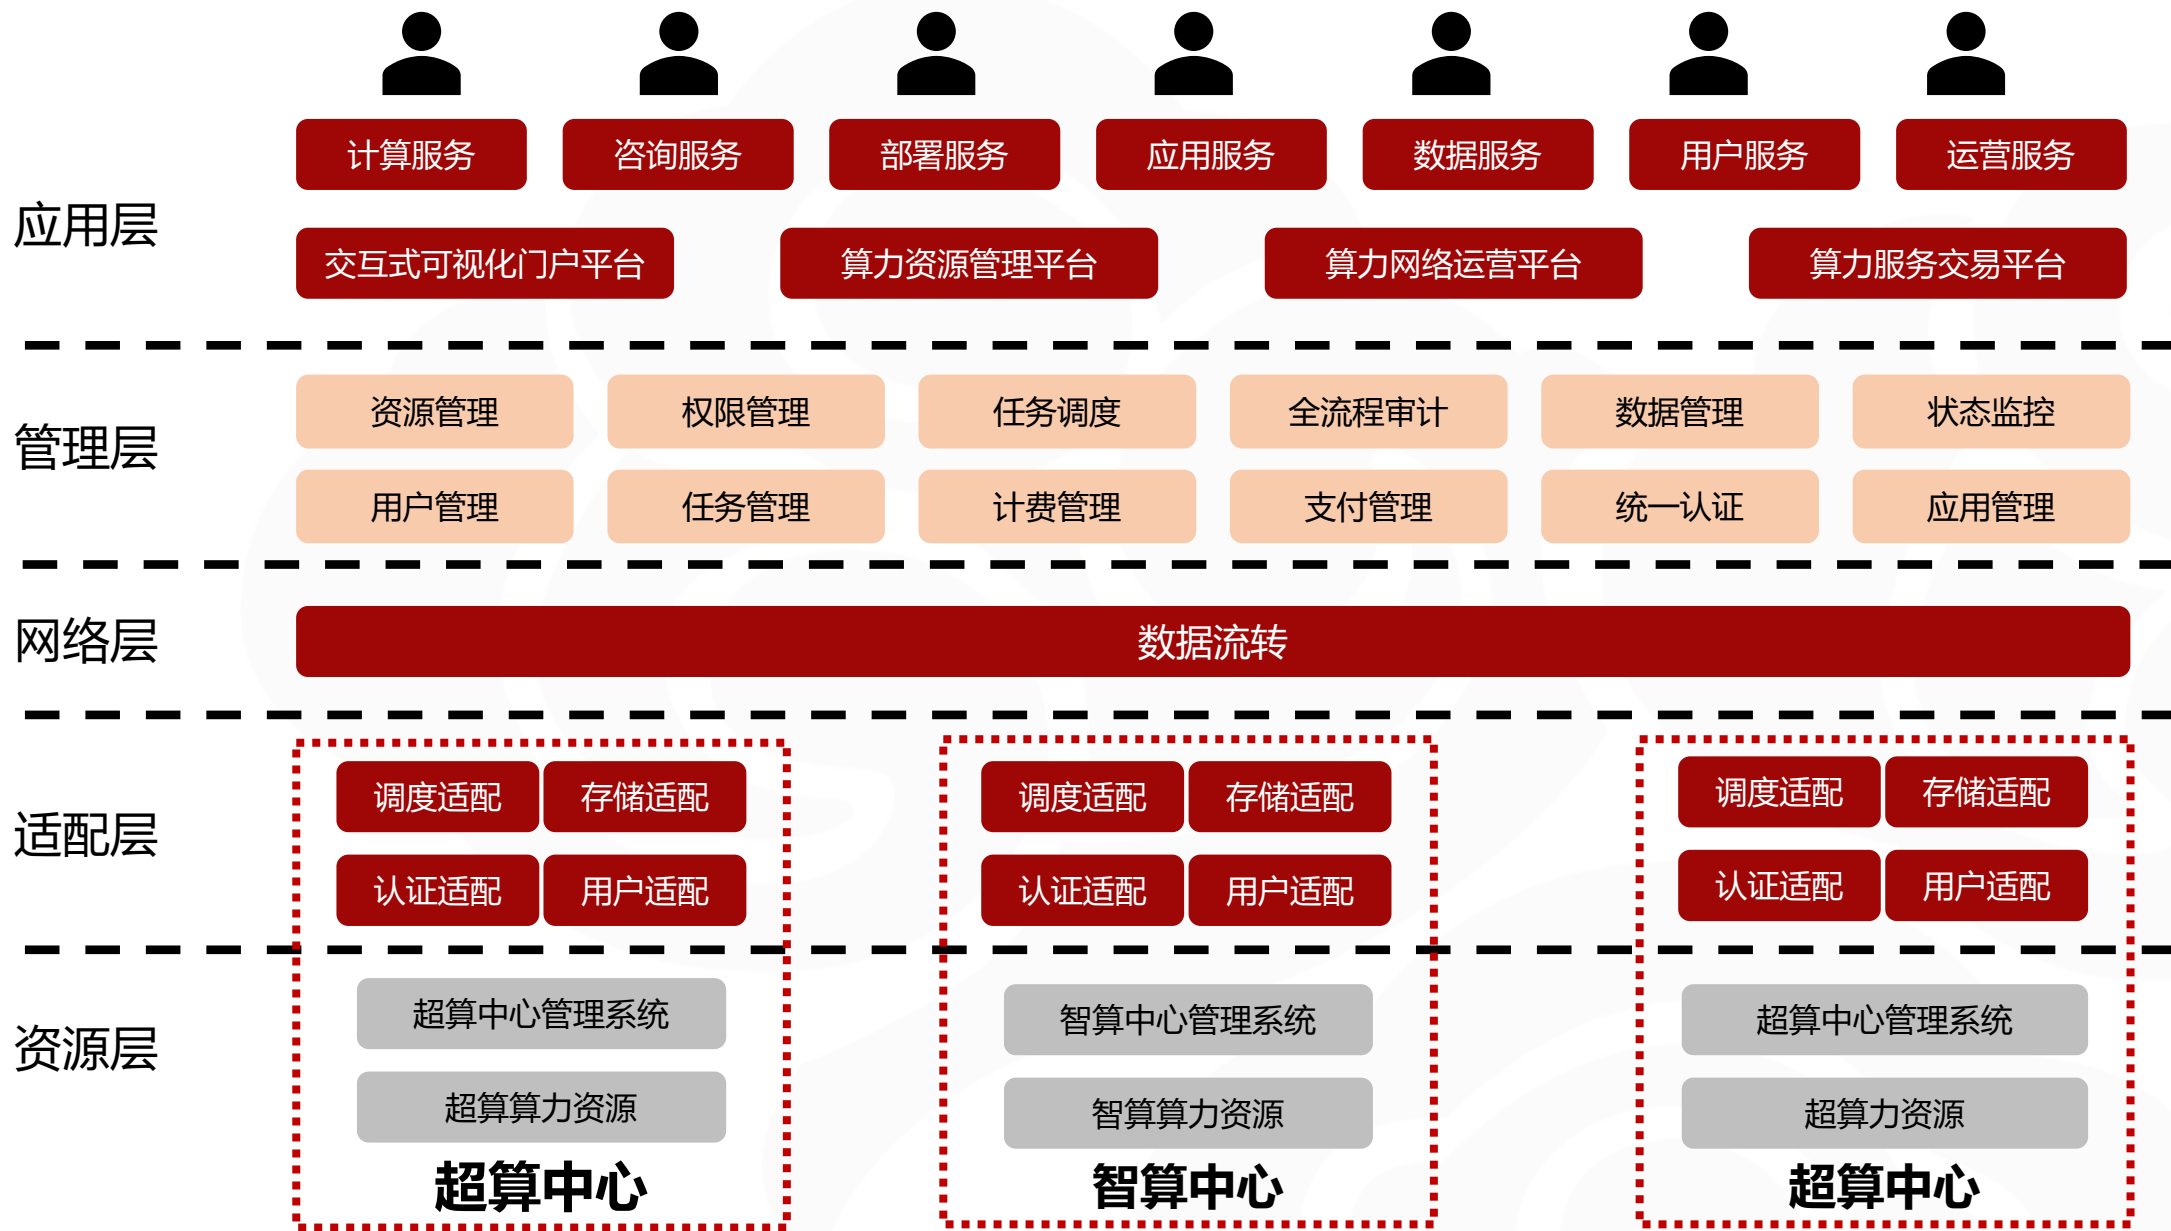 计算服务 咨询服务 部署服务 应用服务 数据服务 用户服务 运营服务
应用层
交互式可视化门户平台 算力资源管理平台 算力网络运营平台 算力服务交易平台
资源管理 权限管理 任务调度 全流程审计 数据管理 状态监控
管理层
用户管理 任务管理 计费管理 支付管理 统一认证 应用管理
网络层 数据流转
调度适配 存储适配 调度适配 存储适配 调度适配 存储适配
适配层
认证适配 用户适配 认证适配 用户适配 认证适配 用户适配
超算中心管理系统 智算中心管理系统 超算中心管理系统
资源层
超算算力资源 智算算力资源 超算力资源
超算中心 智算中心 超算中心